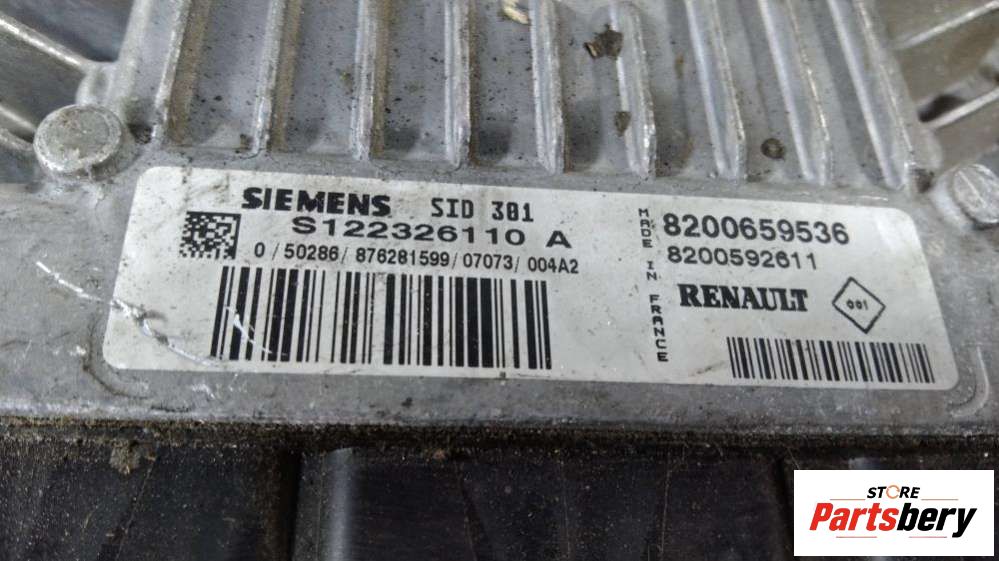 SIEMENS SID 301
S122326110 A
0 / 50286 / 876281599 / 07073 / 004A2
MADE IN FRANCE
8200659536
8200592611
RENAULT
001
STORE
Partsbery